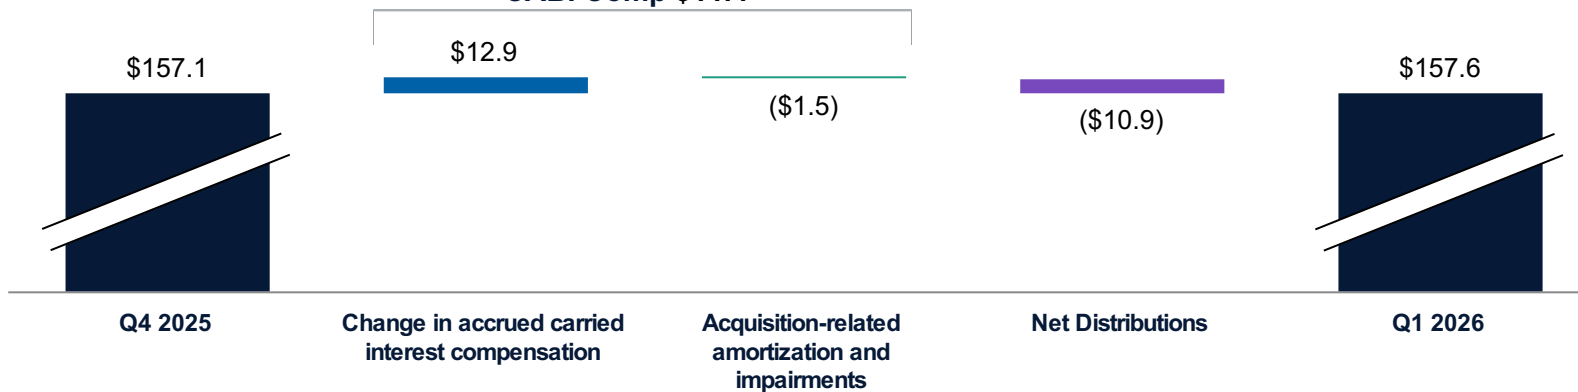 $157.1
$12.9
($1.5)
($10.9)
$157.6
Q4 2025
Change in accrued carried
interest compensation
Acquisition-related
amortization and
impairments
Net Distributions
Q1 2026